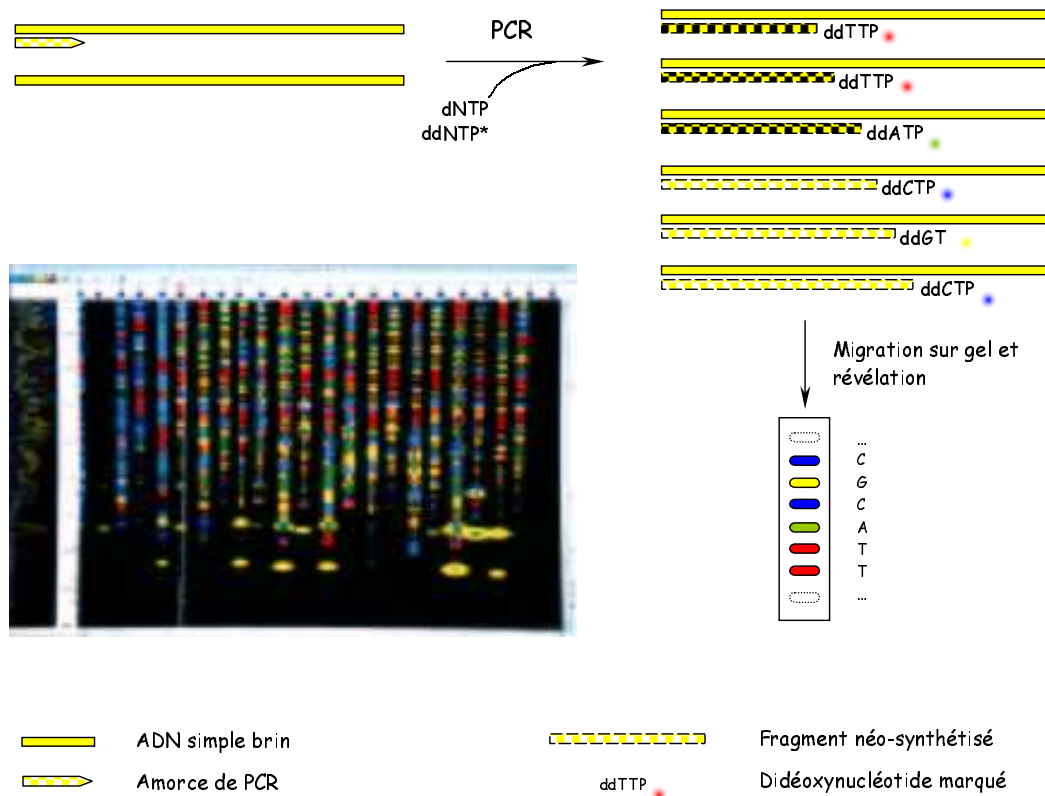 PCR
dNTP
ddNTP*
ddTTP
ddTTP
ddATP
ddCTP
ddGT
ddCTP
Migration sur gel et
révélation
...
C
G
C
A
T
T
...
ADN simple brin
Amorce de PCR
Fragment néo-synthétisé
ddTTP
Didéoxynucléotide marqué